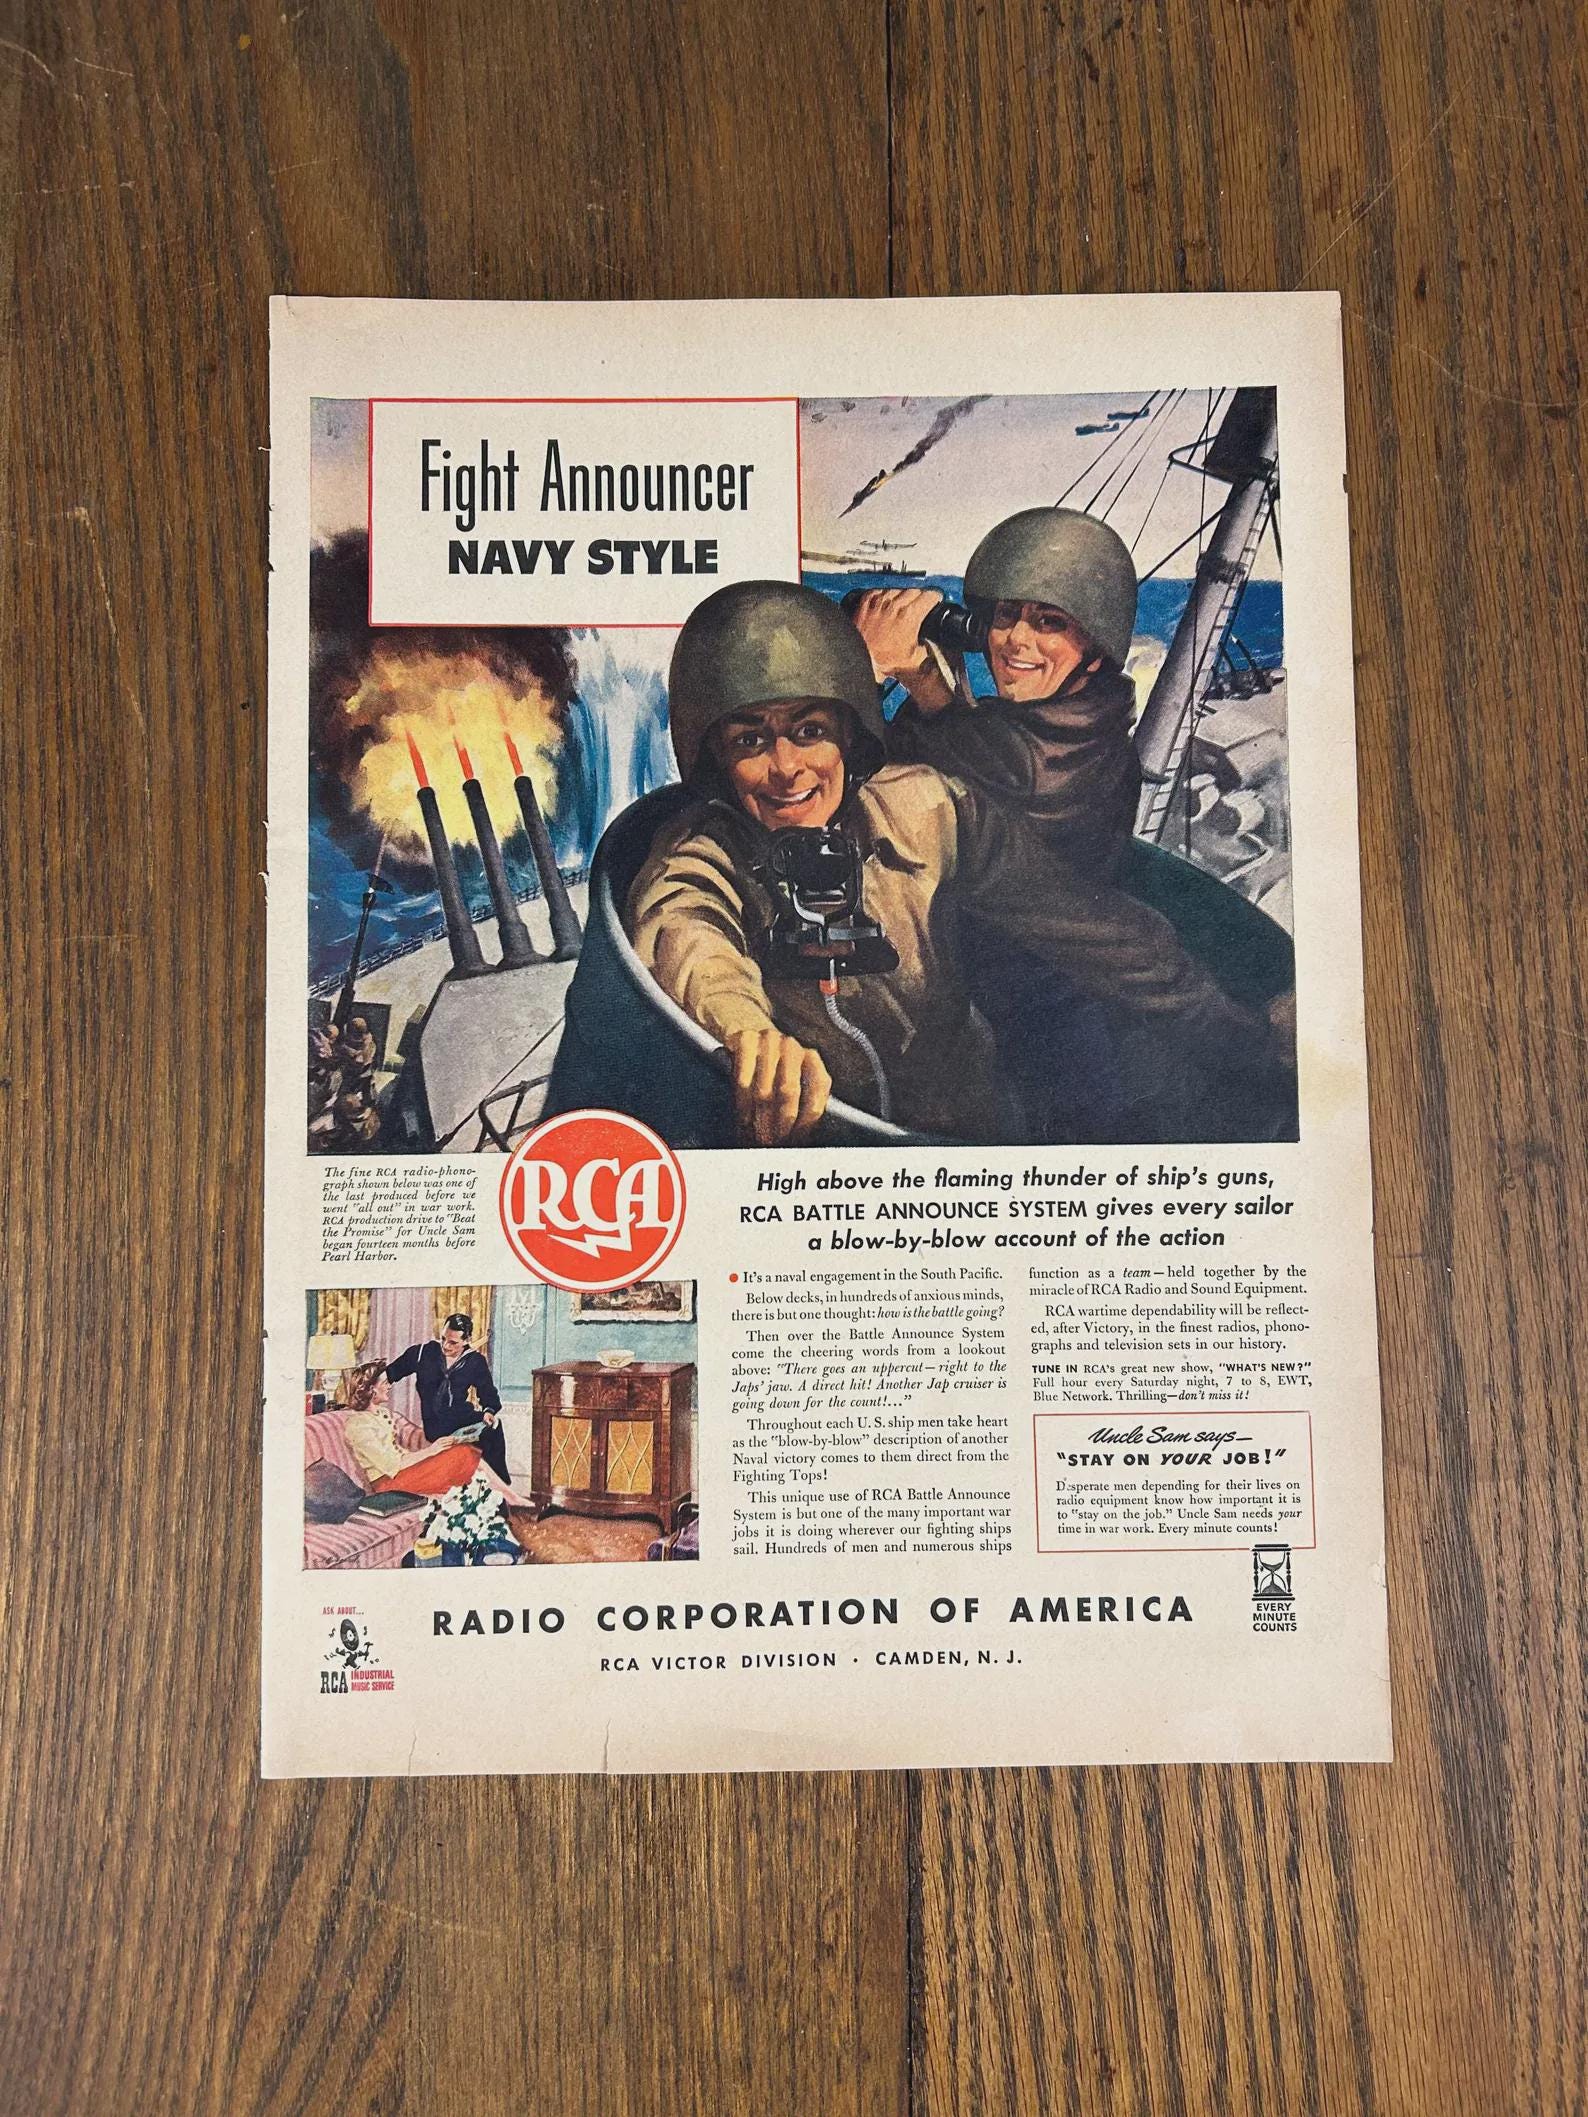 Fight Announcer
NAVY STYLE
The fine RCA radio-phono-
graph shown below was one of
the last produced before we
went "all out" in war work.
RCA production drive to "Beat
the Promise" for Uncle Sam
began fourteen months before
Pearl Harbor.
RCA
High above the flaming thunder of ship's guns,
RCA BATTLE ANNOUNCE SYSTEM gives every sailor
a blow-by-blow account of the action
• It's a naval engagement in the South Pacific.
Below decks, in hundreds of anxious minds,
there is but one thought: how is the battle going?
Then over the Battle Announce System
come the cheering words from a lookout
above: "There goes an uppercut—right to the
Japs' jaw. A direct hit! Another Jap cruiser is
going down for the count!..."
Throughout each U. S. ship men take heart
as the "blow-by-blow" description of another
Naval victory comes to them direct from the
Fighting Tops!
This unique use of RCA Battle Announce
System is but one of the many important war
jobs it is doing wherever our fighting ships
sail. Hundreds of men and numerous ships
function as a team—held together by the
miracle of RCA Radio and Sound Equipment.
RCA wartime dependability will be reflect-
ed, after Victory, in the finest radios, phono-
graphs and television sets in our history.
TUNE IN RCA's great new show, "WHAT'S NEW?"
Full hour every Saturday night, 7 to 8, EWT,
Blue Network. Thrilling—don't miss it!
Uncle Sam says—
"STAY ON YOUR JOB!"
Desperate men depending for their lives on
radio equipment know how important it is
to "stay on the job." Uncle Sam needs your
time in war work. Every minute counts!
EVERY
MINUTE
COUNTS
ASK ABOUT...
RCA INDUSTRIAL
MUSIC SERVICE
RADIO CORPORATION OF AMERICA
RCA VICTOR DIVISION • CAMDEN, N. J.